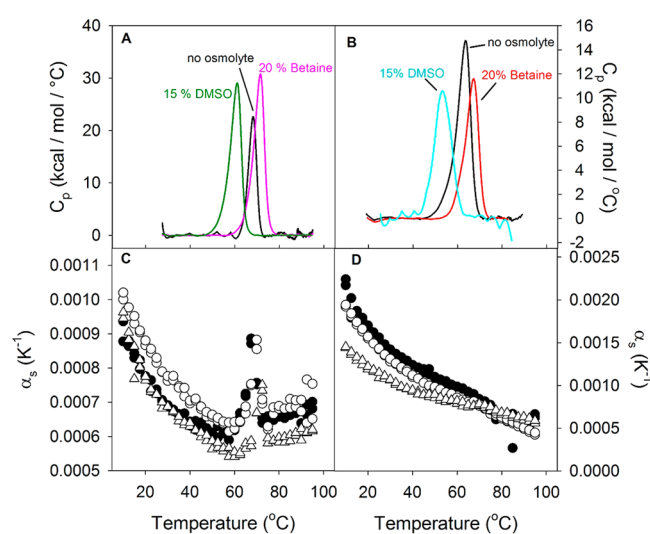 A
B
no osmolyte
20 % Betaine
15 % DMSO
no osmolyte
15% DMSO
20% Betaine
C
D
Cp (kcal / mol / °C)
40
30
20
10
0
Cp (kcal / mol / °C)
16
14
12
10
8
6
4
2
0
-2
αs (K⁻¹)
0.0011
0.0010
0.0009
0.0008
0.0007
0.0006
0.0005
αs (K⁻¹)
0.0025
0.0020
0.0015
0.0010
0.0005
0.0000
20 40 60 80 100
20 40 60 80 100
Temperature (°C)
Temperature (°C)